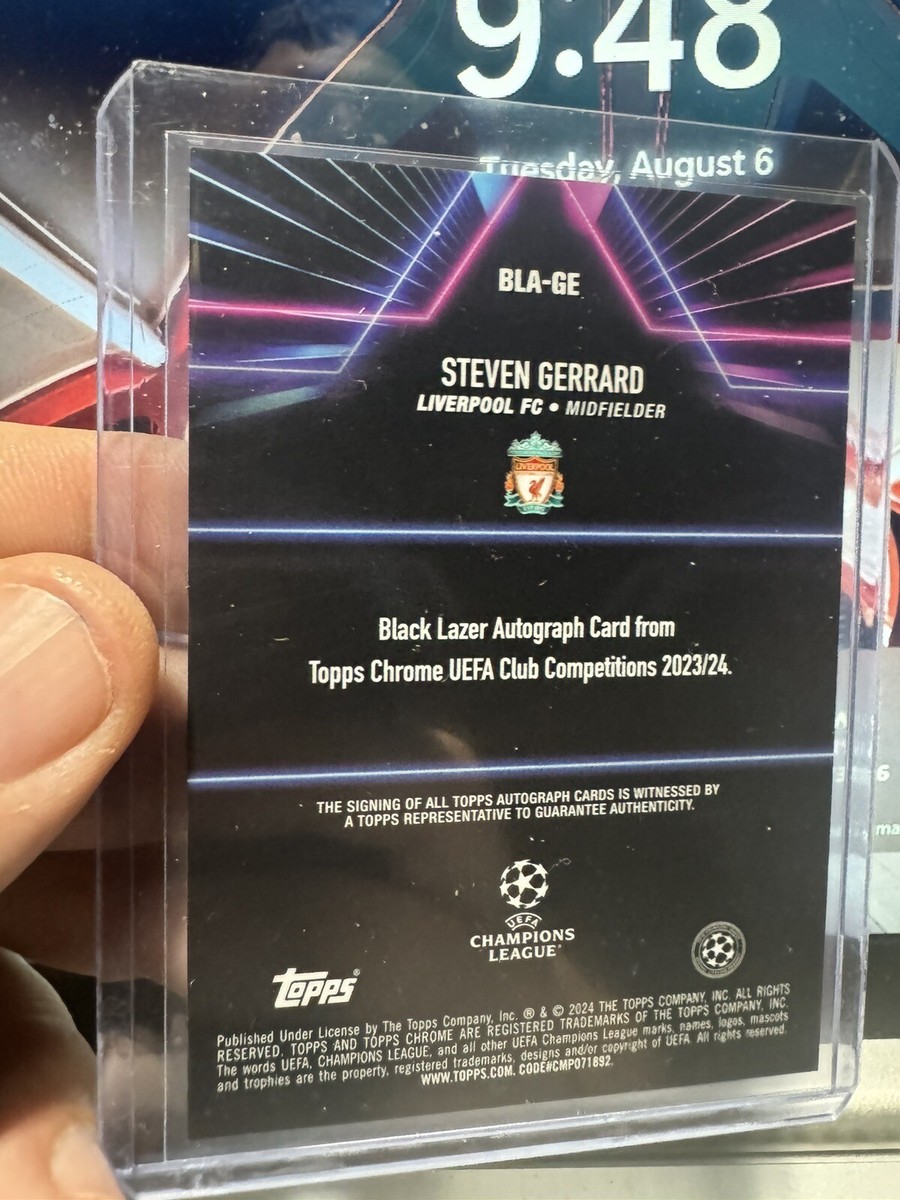 9:48
Tuesday, August 6
BLA-GE
STEVEN GERRARD
LIVERPOOL FC • MIDFIELDER
LIVERPOOL
Black Lazer Autograph Card from
Topps Chrome UEFA Club Competitions 2023/24.
THE SIGNING OF ALL TOPPS AUTOGRAPH CARDS IS WITNESSED BY
A TOPPS REPRESENTATIVE TO GUARANTEE AUTHENTICITY.
UEFA
CHAMPIONS
LEAGUE®
Topps®
Published Under License by The Topps Company, Inc. ® & © 2024 THE TOPPS COMPANY, INC. ALL RIGHTS
RESERVED, TOPPS AND TOPPS CHROME ARE REGISTERED TRADEMARKS OF THE TOPPS COMPANY, INC.
The words UEFA, CHAMPIONS LEAGUE, and all other UEFA Champions League marks, names, logos, mascots
and trophies are the property, registered trademarks, designs and/or copyright of UEFA. All rights reserved.
WWW.TOPPS.COM. CODE#CMP071892.